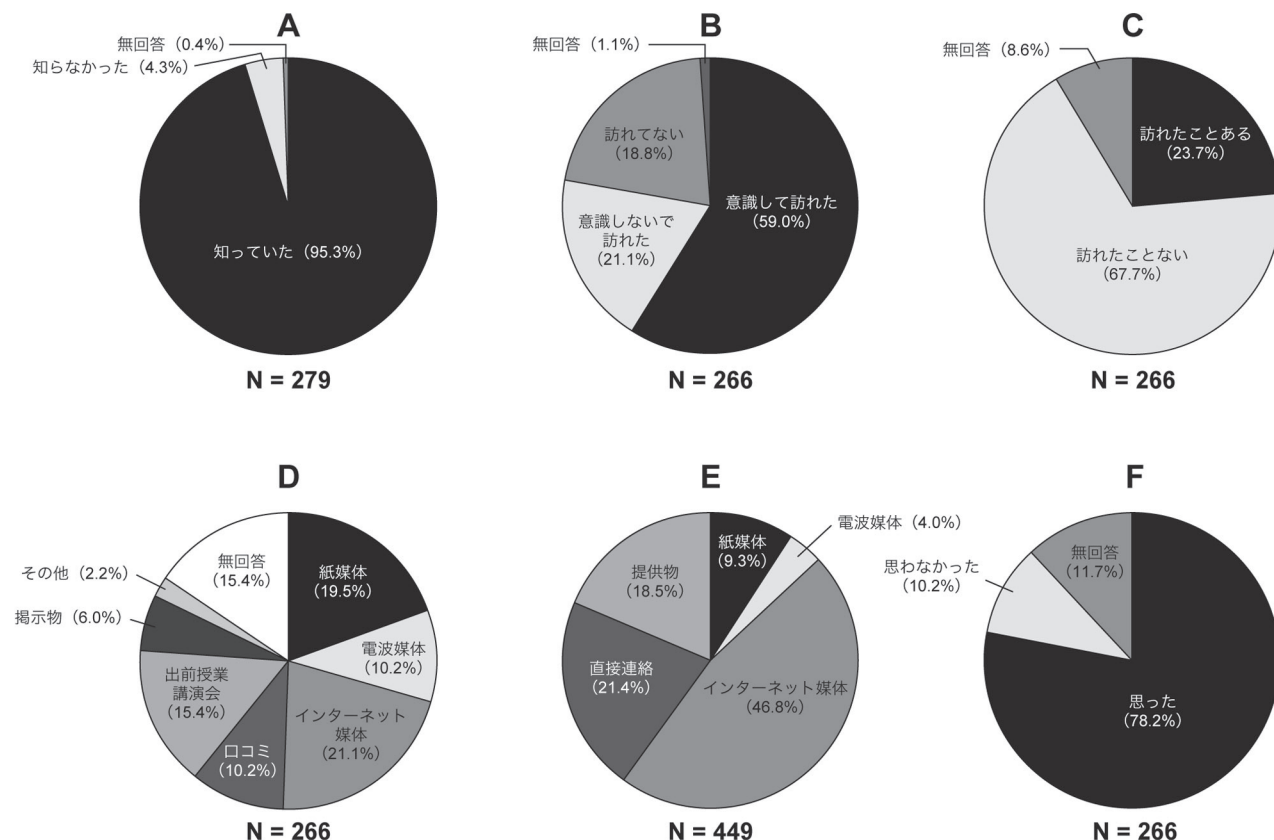 A
無回答（0.4%）
知らなかった（4.3%）
知っていた（95.3%）
N = 279
B
無回答（1.1%）
訪れてない
（18.8%）
意識して訪れた
（59.0%）
意識しないで
訪れた
（21.1%）
N = 266
C
無回答（8.6%）
訪れたことある
（23.7%）
訪れたことない
（67.7%）
N = 266
D
無回答
（15.4%）
紙媒体
（19.5%）
その他（2.2%）
掲示物（6.0%）
電波媒体
（10.2%）
出前授業
講演会
（15.4%）
インターネット
媒体
（21.1%）
口コミ
（10.2%）
N = 266
E
紙媒体
（9.3%）
電波媒体（4.0%）
提供物
（18.5%）
直接連絡
（21.4%）
インターネット媒体
（46.8%）
N = 449
F
無回答
（11.7%）
思わなかった
（10.2%）
思った
（78.2%）
N = 266